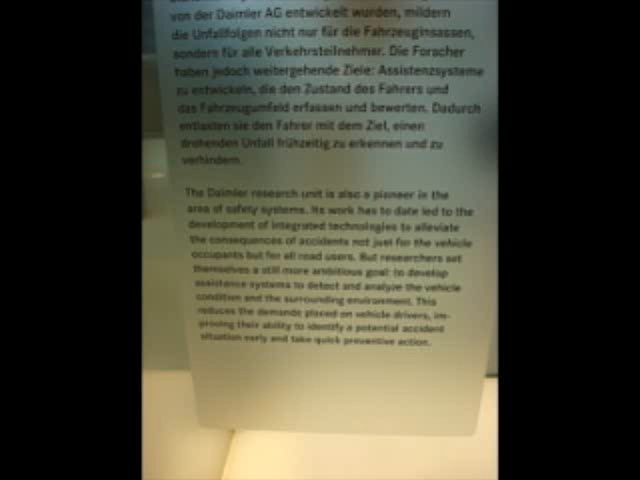 von der Daimler AG entwickelt wurden, mildern
die Unfallfolgen nicht nur für die Fahrzeuginsassen,
sondern für alle Verkehrsteilnehmer. Die Forscher
haben jedoch weitergehende Ziele: Assistenzsysteme
zu entwickeln, die den Zustand des Fahrers und
das Fahrzeugumfeld erfassen und bewerten. Dadurch
entlasten sie den Fahrer mit dem Ziel, einen
drohenden Unfall frühzeitig zu erkennen und zu
verhindern.
The Daimler research unit is also a pioneer in the
area of safety systems. Its work has to date led to the
development of integrated technologies to alleviate
the consequences of accidents not just for the vehicle
occupants but for all road users. But researchers set
themselves a still more ambitious goal: to develop
assistance systems to detect and analyze the vehicle
condition and the surrounding environment. This
reduces the demands placed on vehicle drivers, im-
proving their ability to identify a potential accident
situation early and take quick preventive action.